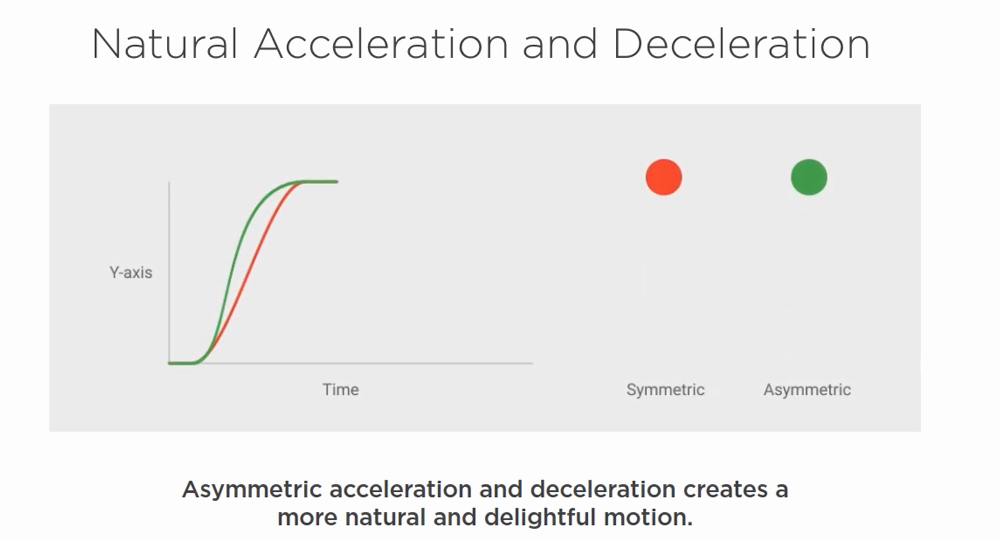 Natural Acceleration and Deceleration
Y-axis
Time
Symmetric
Asymmetric
Asymmetric acceleration and deceleration creates a
more natural and delightful motion.